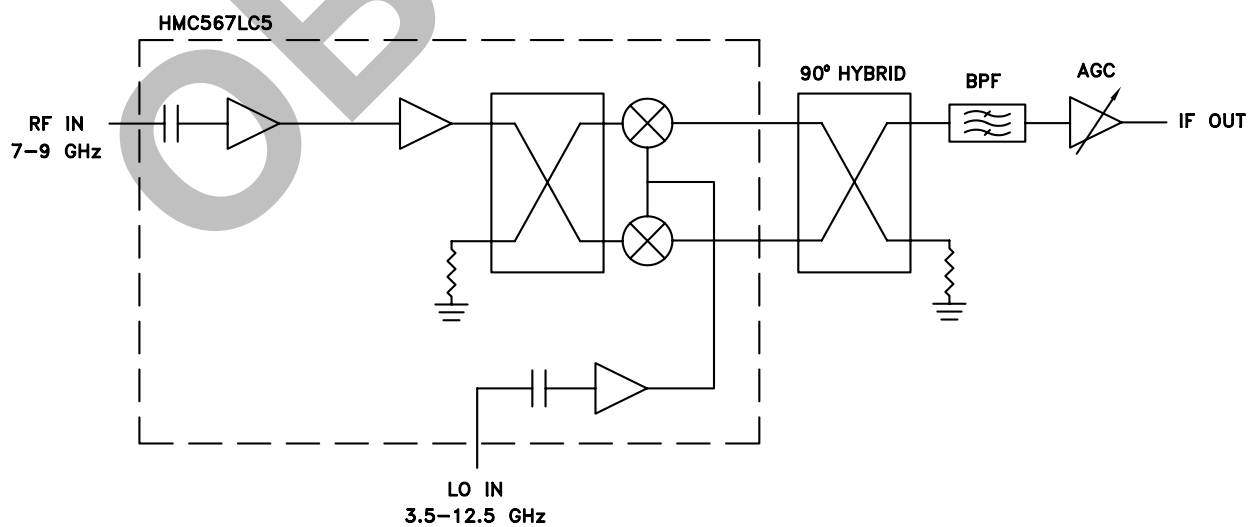 HMC567LC5
RF IN
7–9 GHz
90° HYBRID
BPF
AGC
IF OUT
LO IN
3.5–12.5 GHz
OB